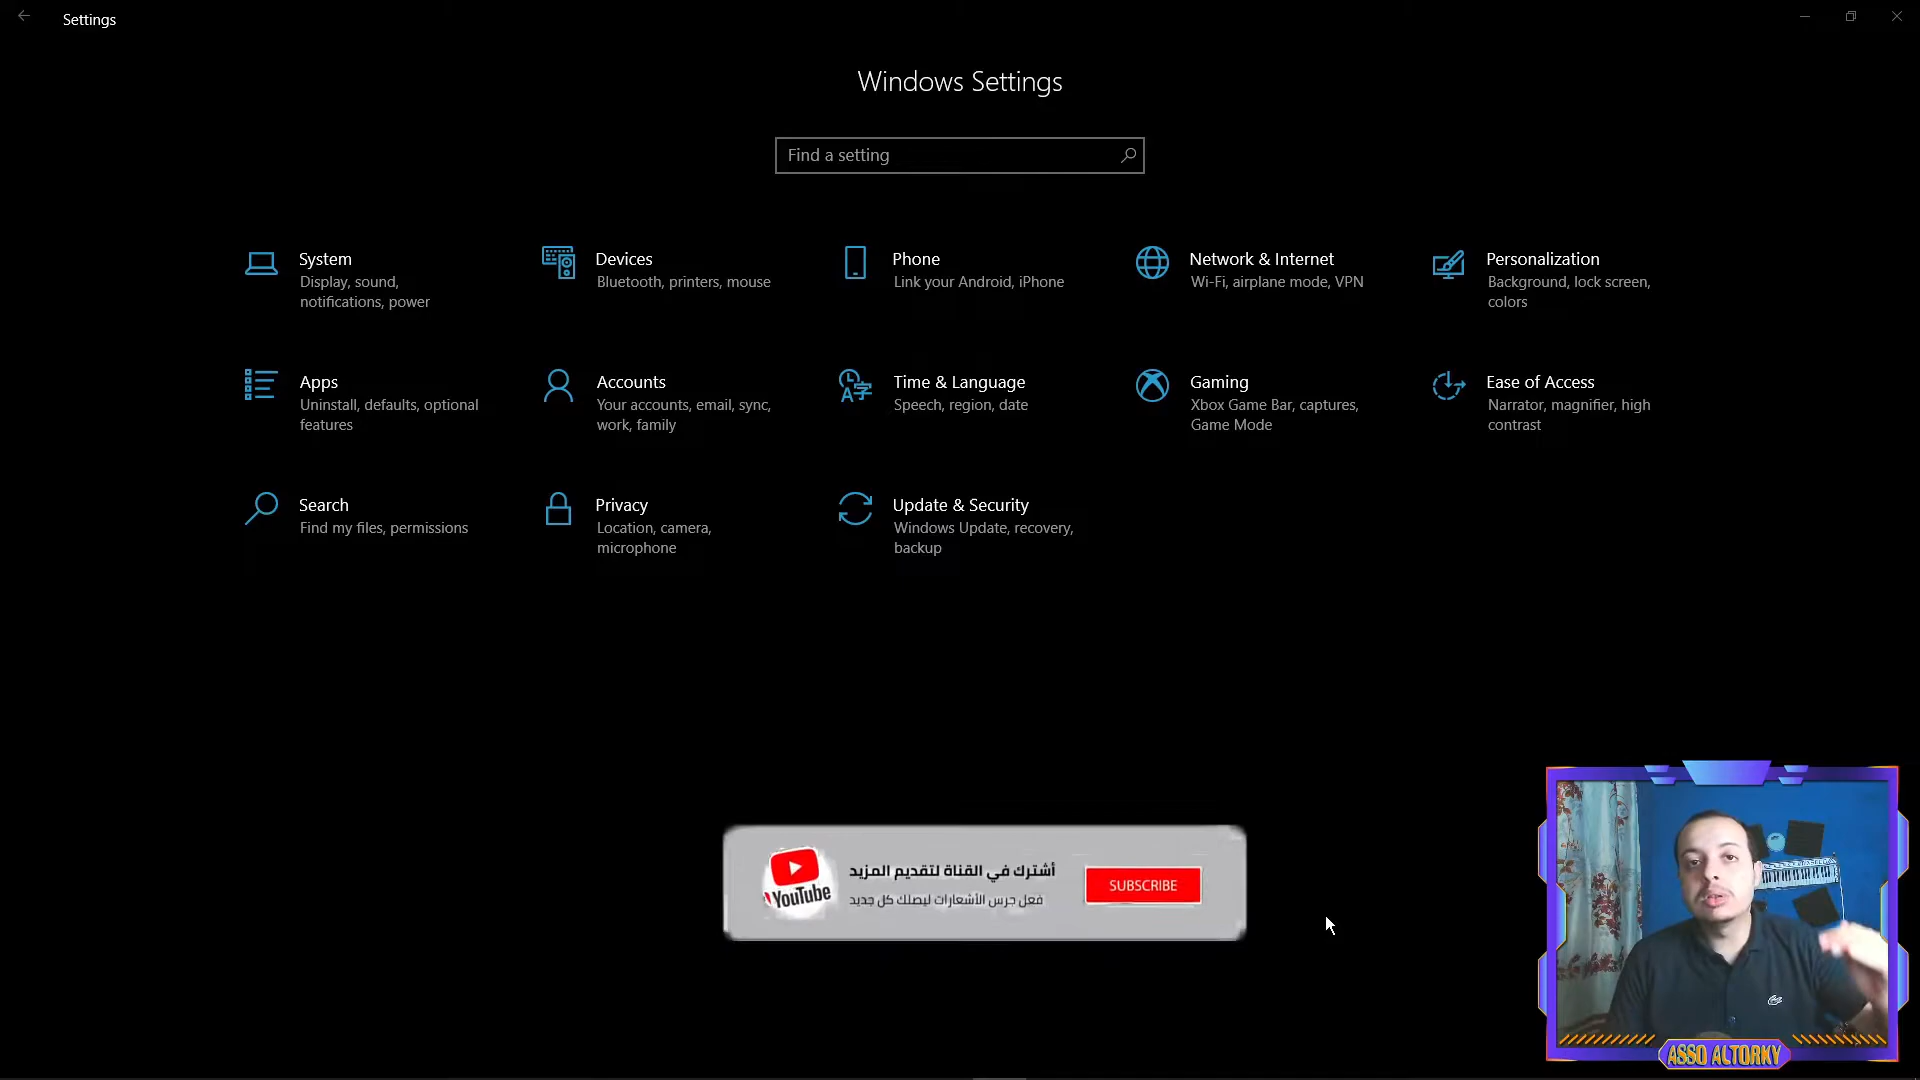 Settings
Windows Settings
Find a setting
System
Display, sound,
notifications, power
Devices
Bluetooth, printers, mouse
Phone
Link your Android, iPhone
Network & Internet
Wi-Fi, airplane mode, VPN
Personalization
Background, lock screen,
colors
Apps
Uninstall, defaults, optional
features
Accounts
Your accounts, email, sync,
work, family
Time & Language
Speech, region, date
Gaming
Xbox Game Bar, captures,
Game Mode
Ease of Access
Narrator, magnifier, high
contrast
Search
Find my files, permissions
Privacy
Location, camera,
microphone
Update & Security
Windows Update, recovery,
backup
YouTube
أشترك في القناة لتقديم المزيد
فعل جرس الأشعارات ليصلك كل جديد
SUBSCRIBE
ASSO ALTORKY